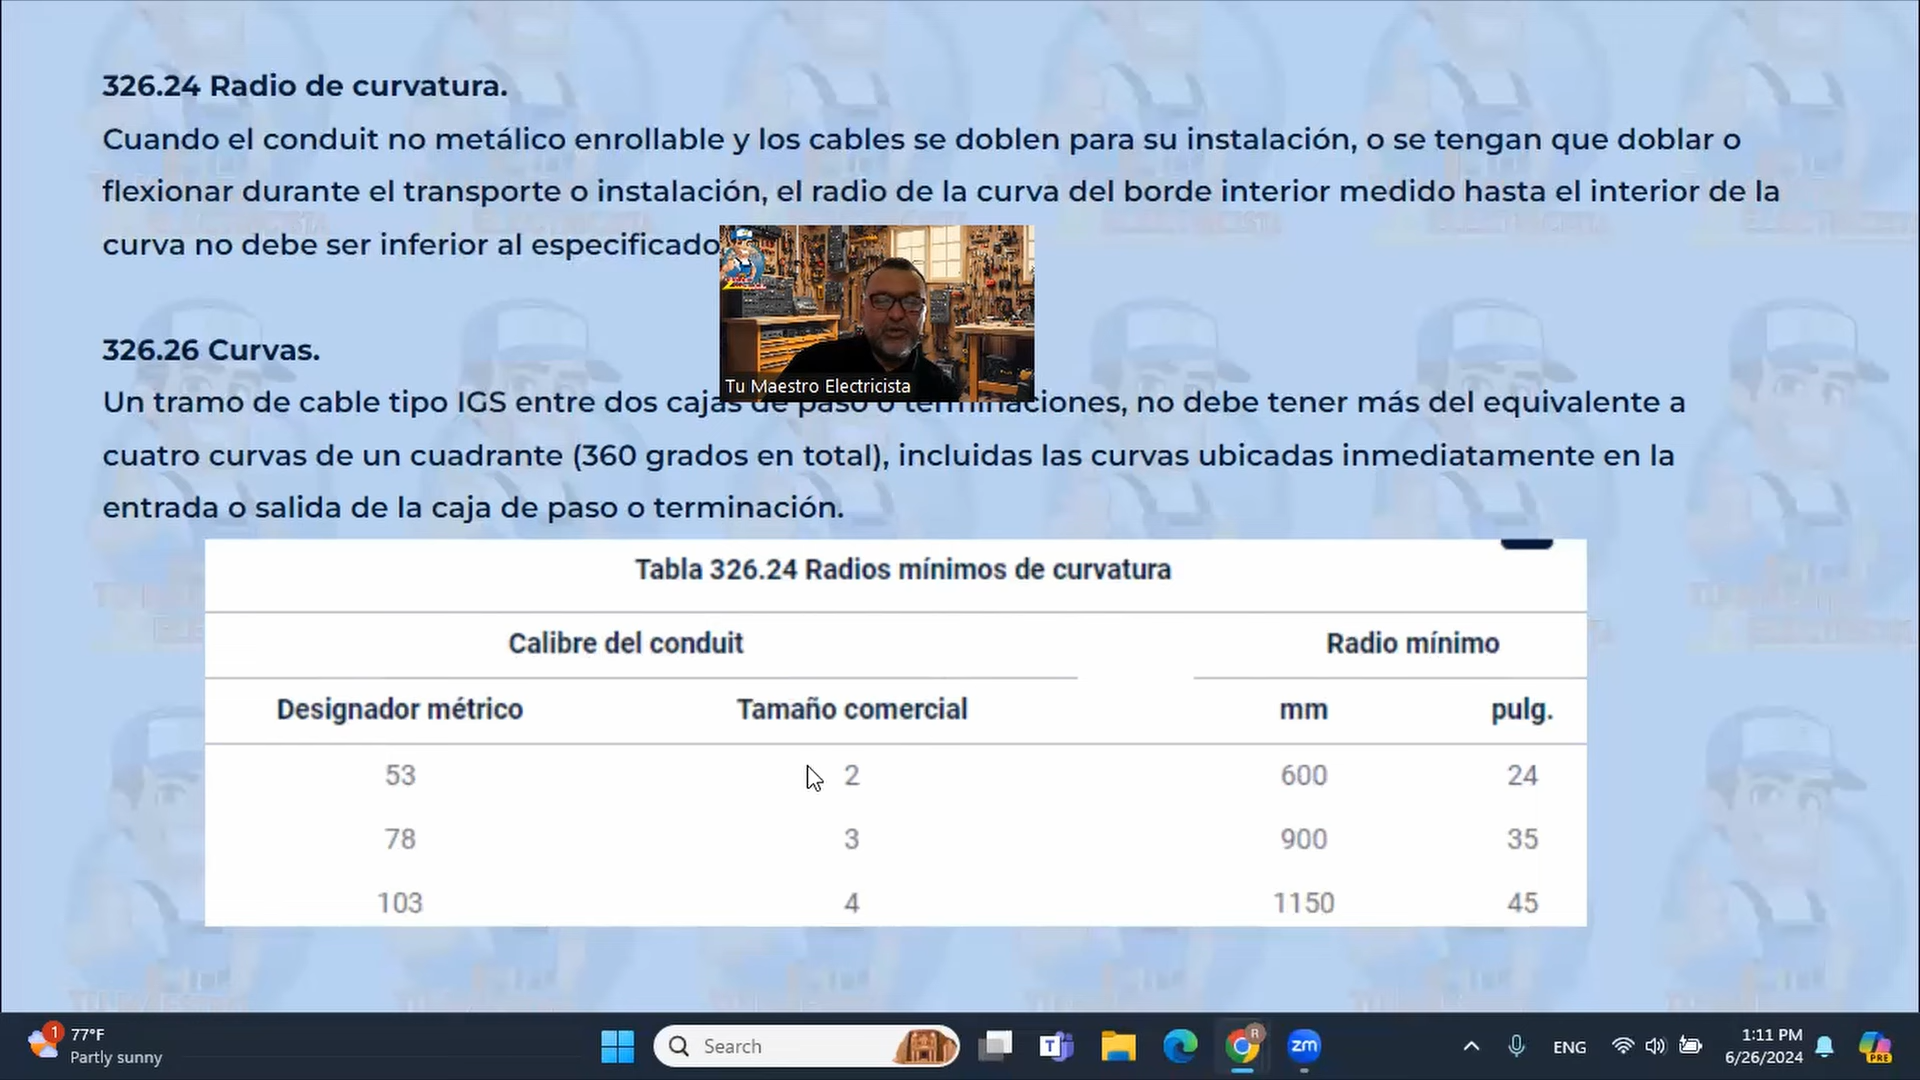 326.24 Radio de curvatura.
Cuando el conduit no metálico enrollable y los cables se doblen para su instalación, o se tengan que doblar o
flexionar durante el transporte o instalación, el radio de la curva del borde interior medido hasta el interior de la
curva no debe ser inferior al especificado
Tu Maestro Electricista
326.26 Curvas.
Un tramo de cable tipo IGS entre dos cajas de paso o terminaciones, no debe tener más del equivalente a
cuatro curvas de un cuadrante (360 grados en total), incluidas las curvas ubicadas inmediatamente en la
entrada o salida de la caja de paso o terminación.
Tabla 326.24 Radios mínimos de curvatura
Calibre del conduit Radio mínimo
Designador métrico Tamaño comercial mm pulg.
53 2 600 24
78 3 900 35
103 4 1150 45
1 77°F
Partly sunny
Search
T
R
zm
ENG
1:11 PM
6/26/2024
PRE